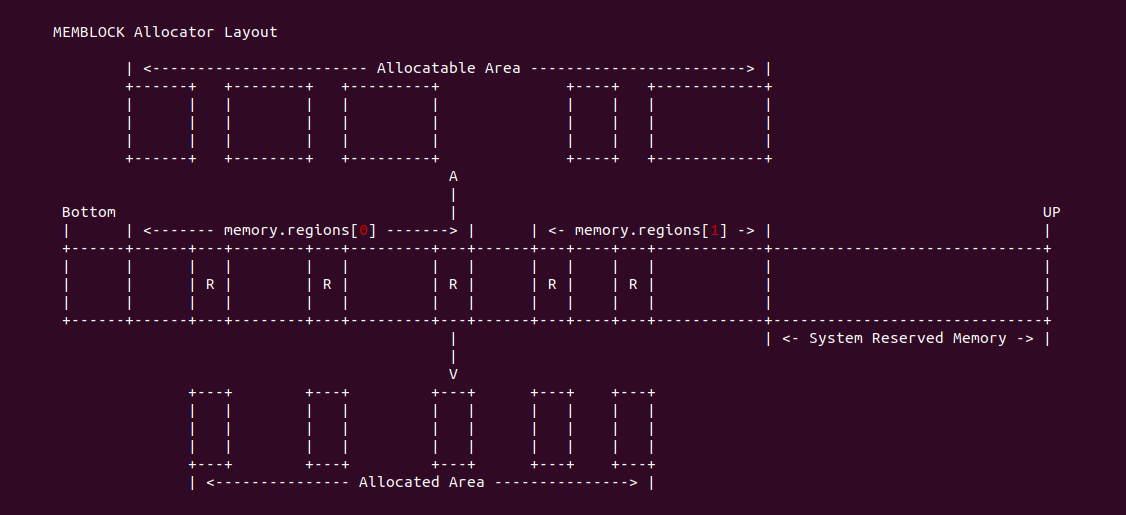 MEMBLOCK Allocator Layout
| <------------------------ Allocatable Area ------------------------> |
A
Bottom UP
| <------- memory.regions[0] -------> | | <- memory.regions[1] -> |
R R R R R
| <- System Reserved Memory -> |
V
| <--------------- Allocated Area ---------------> |